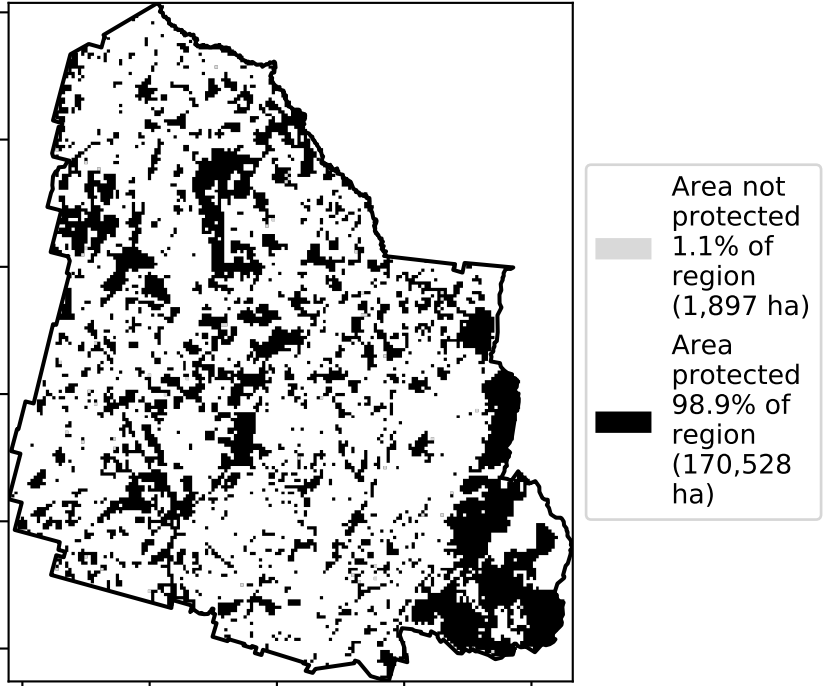 Area not
protected
1.1% of
region
(1,897 ha)
Area
protected
98.9% of
region
(170,528
ha)